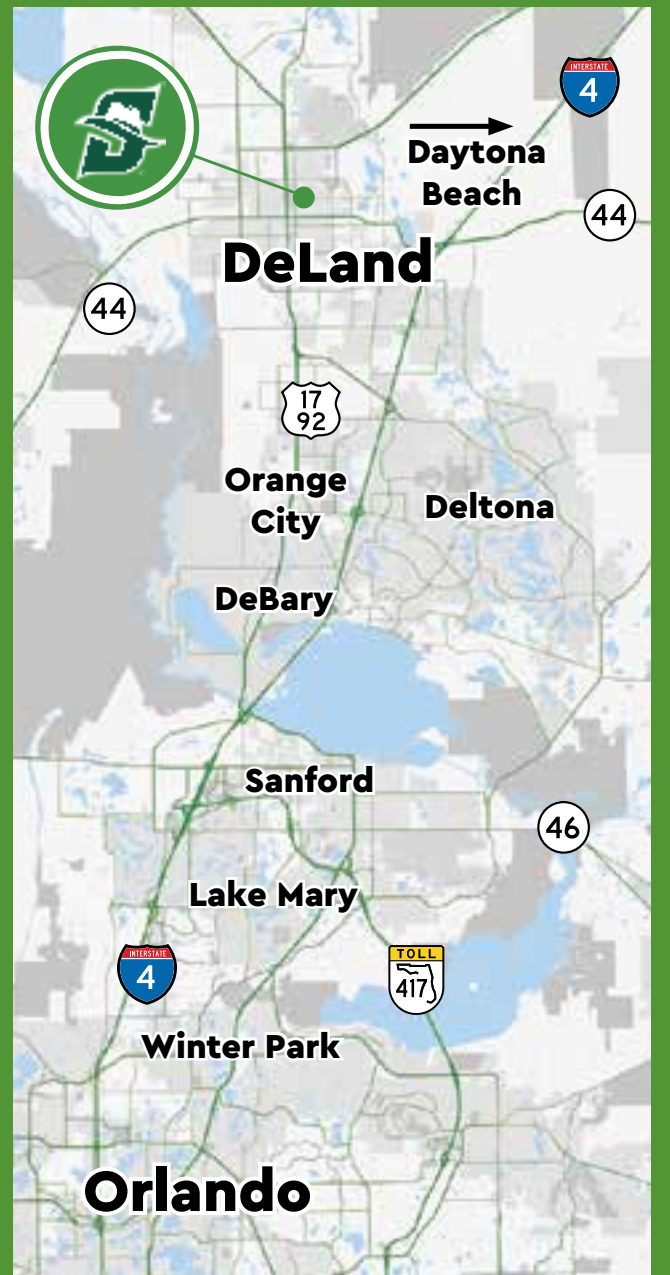 INTERSTATE
4
S
Daytona
Beach
44
DeLand
44
17
92
Orange
City
Deltona
DeBary
Sanford
46
Lake Mary
INTERSTATE
4
TOLL
417
Winter Park
Orlando